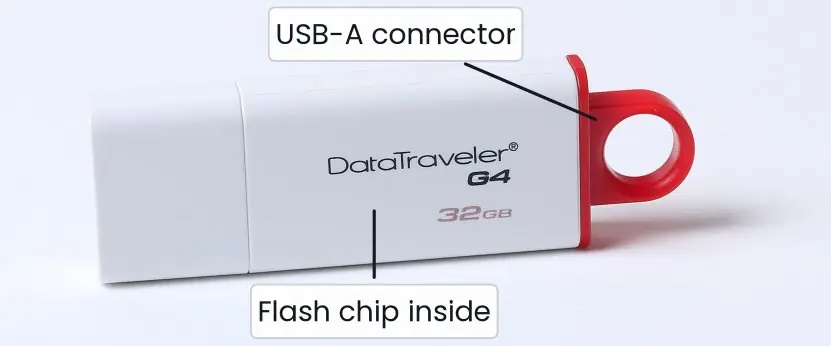 USB-A connector
DataTraveler®
G4
32GB
Flash chip inside